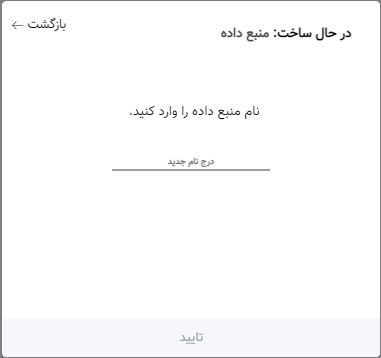 در حال ساخت: منبع داده
بازگشت
نام منبع داده را وارد کنید.
درج نام جدید
تایید